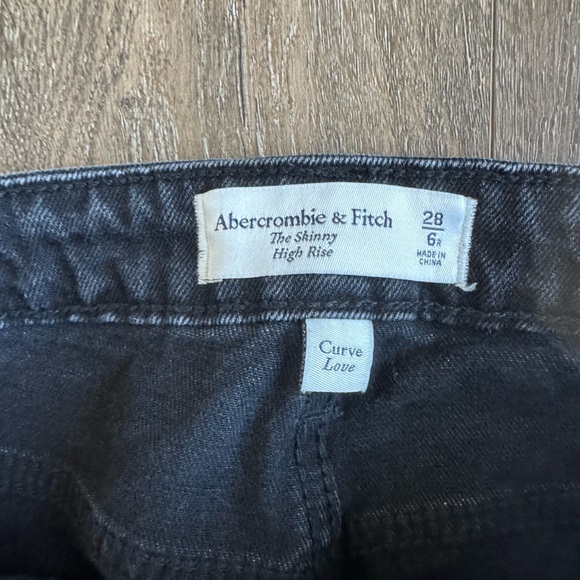 Abercrombie & Fitch
The Skinny
High Rise
28
6R
MADE IN
CHINA
Curve
Love